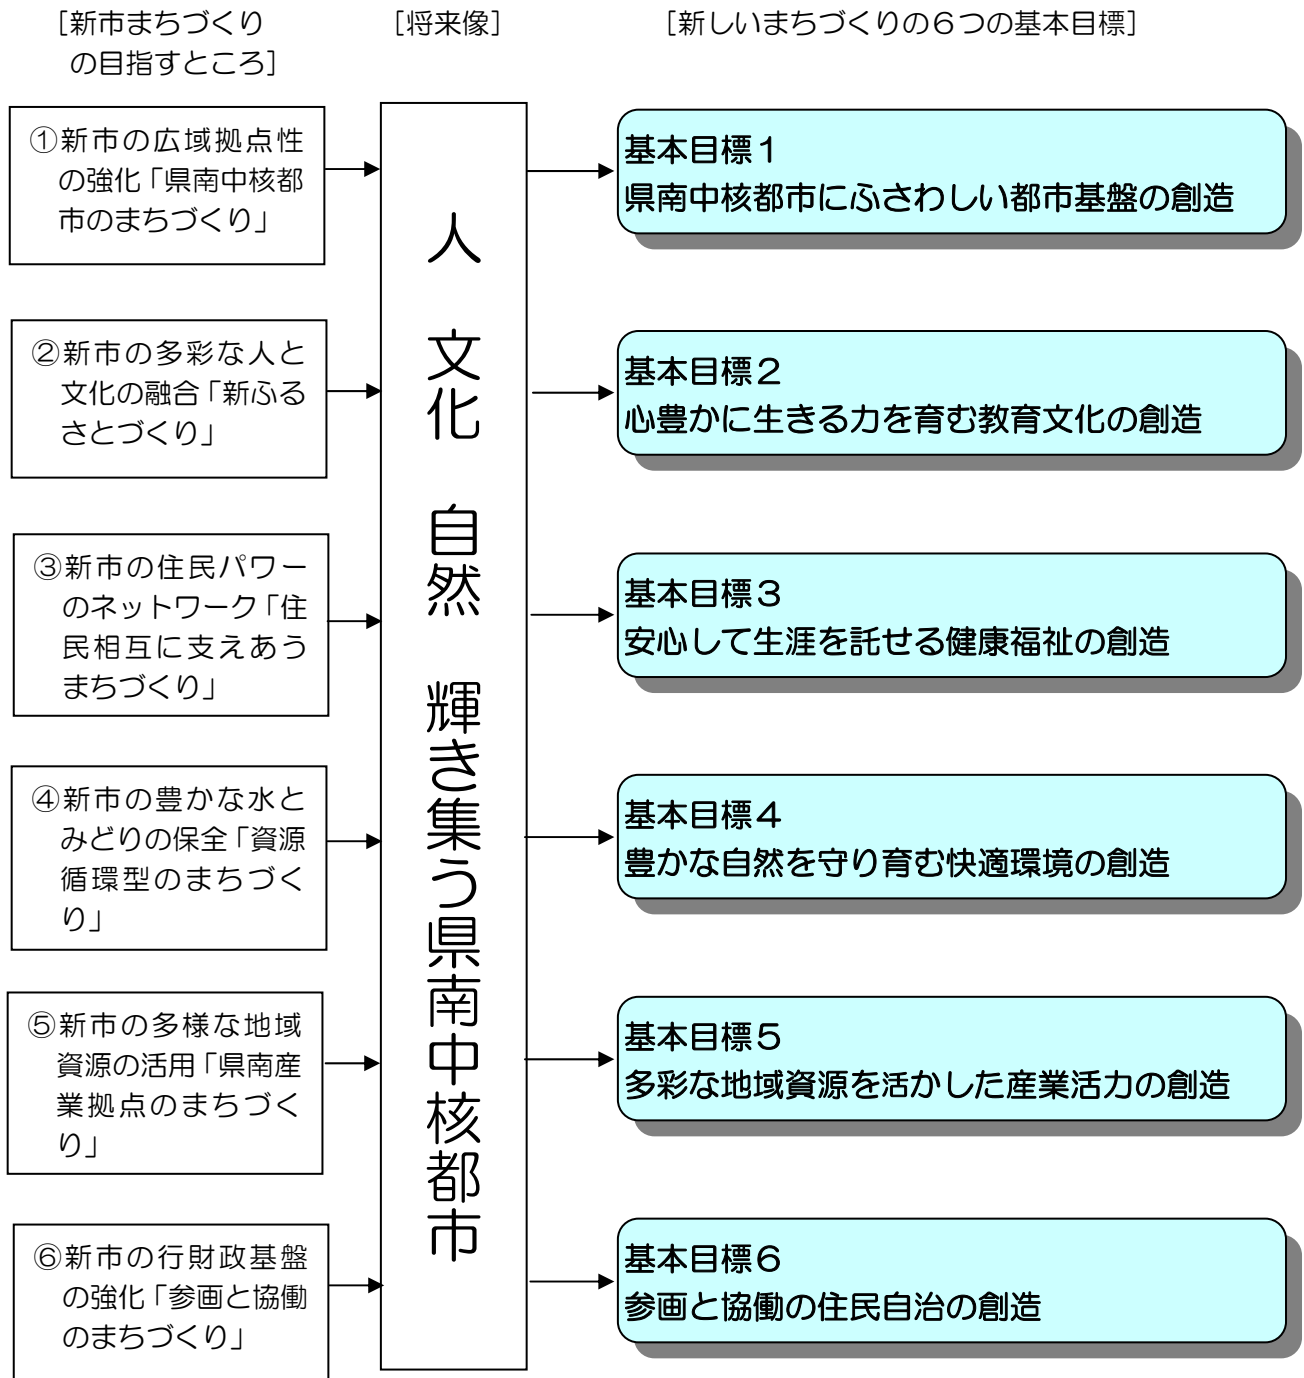 ［新市まちづくり
の目指すところ］
［将来像］
［新しいまちづくりの６つの基本目標］
①新市の広域拠点性
の強化「県南中核都
市のまちづくり」
②新市の多彩な人と
文化の融合「新ふる
さとづくり」
③新市の住民パワー
のネットワーク「住
民相互に支えあう
まちづくり」
④新市の豊かな水と
みどりの保全「資源
循環型のまちづく
り」
⑤新市の多様な地域
資源の活用「県南産
業拠点のまちづく
り」
⑥新市の行財政基盤
の強化「参画と協働
のまちづくり」
人　文化　自然　輝き集う県南中核都市
基本目標１
県南中核都市にふさわしい都市基盤の創造
基本目標２
心豊かに生きる力を育む教育文化の創造
基本目標３
安心して生涯を託せる健康福祉の創造
基本目標４
豊かな自然を守り育む快適環境の創造
基本目標５
多彩な地域資源を活かした産業活力の創造
基本目標６
参画と協働の住民自治の創造